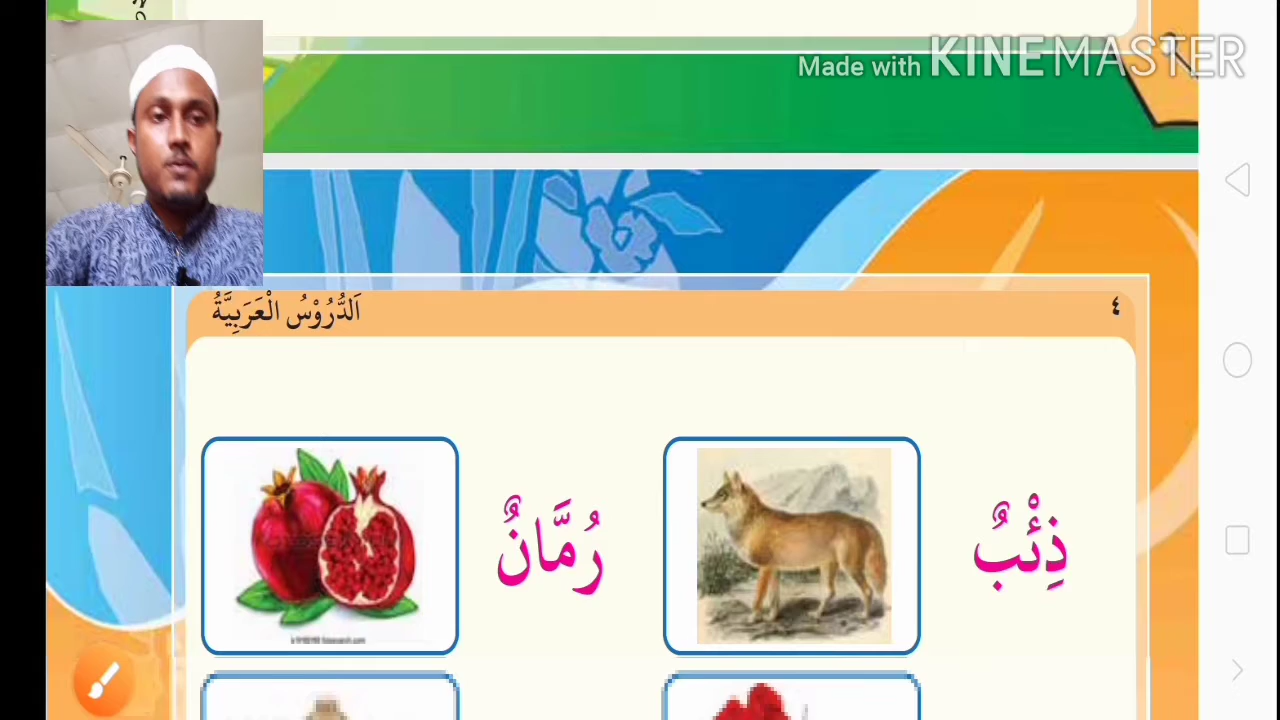 Made with KINEMASTER
اَلدُّرُوْسُ الْعَرَبِيَّةُ
٤
ذِئْبٌ
رُمَّانٌ